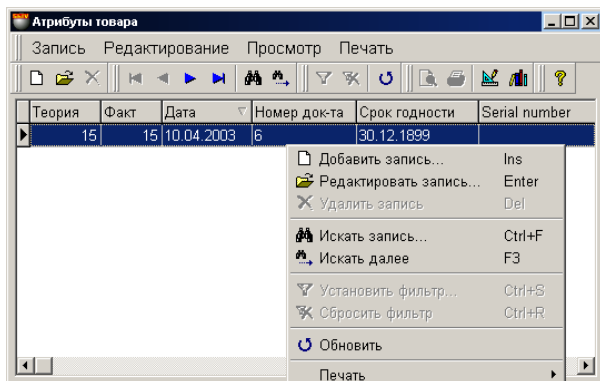 Атрибуты товара
Запись Редактирование Просмотр Печать
Теория Факт Дата Номер док-та Срок годности Serial number
15 15 10.04.2003 6 30.12.1899
Добавить запись... Ins
Редактировать запись... Enter
Удалить запись Del
Искать запись... Ctrl+F
Искать далее F3
Установить фильтр... Ctrl+S
Сбросить фильтр Ctrl+R
Обновить
Печать